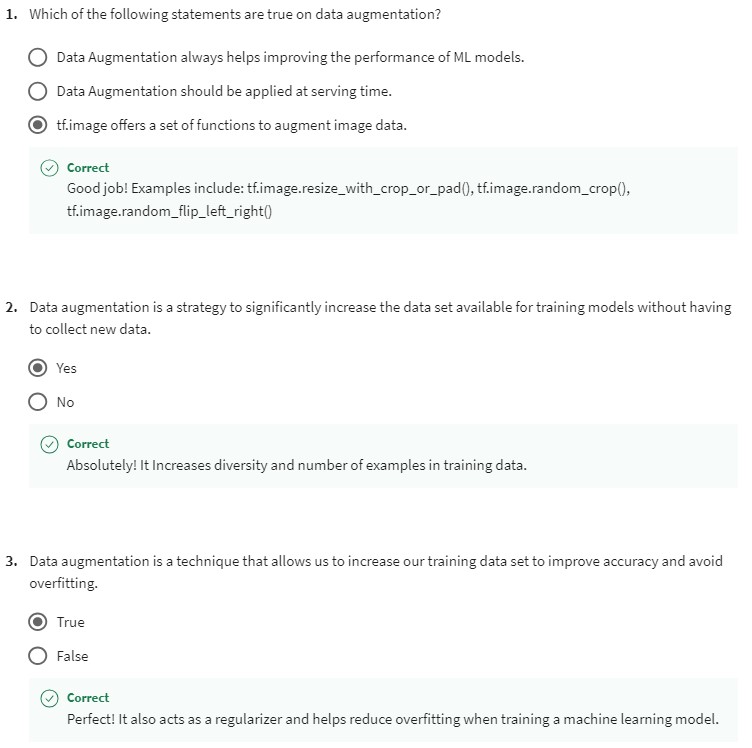 1. Which of the following statements are true on data augmentation?
Data Augmentation always helps improving the performance of ML models.
Data Augmentation should be applied at serving time.
tf.image offers a set of functions to augment image data.
Correct
Good job! Examples include: tf.image.resize_with_crop_or_pad(), tf.image.random_crop(),
tf.image.random_flip_left_right()
2. Data augmentation is a strategy to significantly increase the data set available for training models without having
to collect new data.
Yes
No
Correct
Absolutely! It Increases diversity and number of examples in training data.
3. Data augmentation is a technique that allows us to increase our training data set to improve accuracy and avoid
overfitting.
True
False
Correct
Perfect! It also acts as a regularizer and helps reduce overfitting when training a machine learning model.